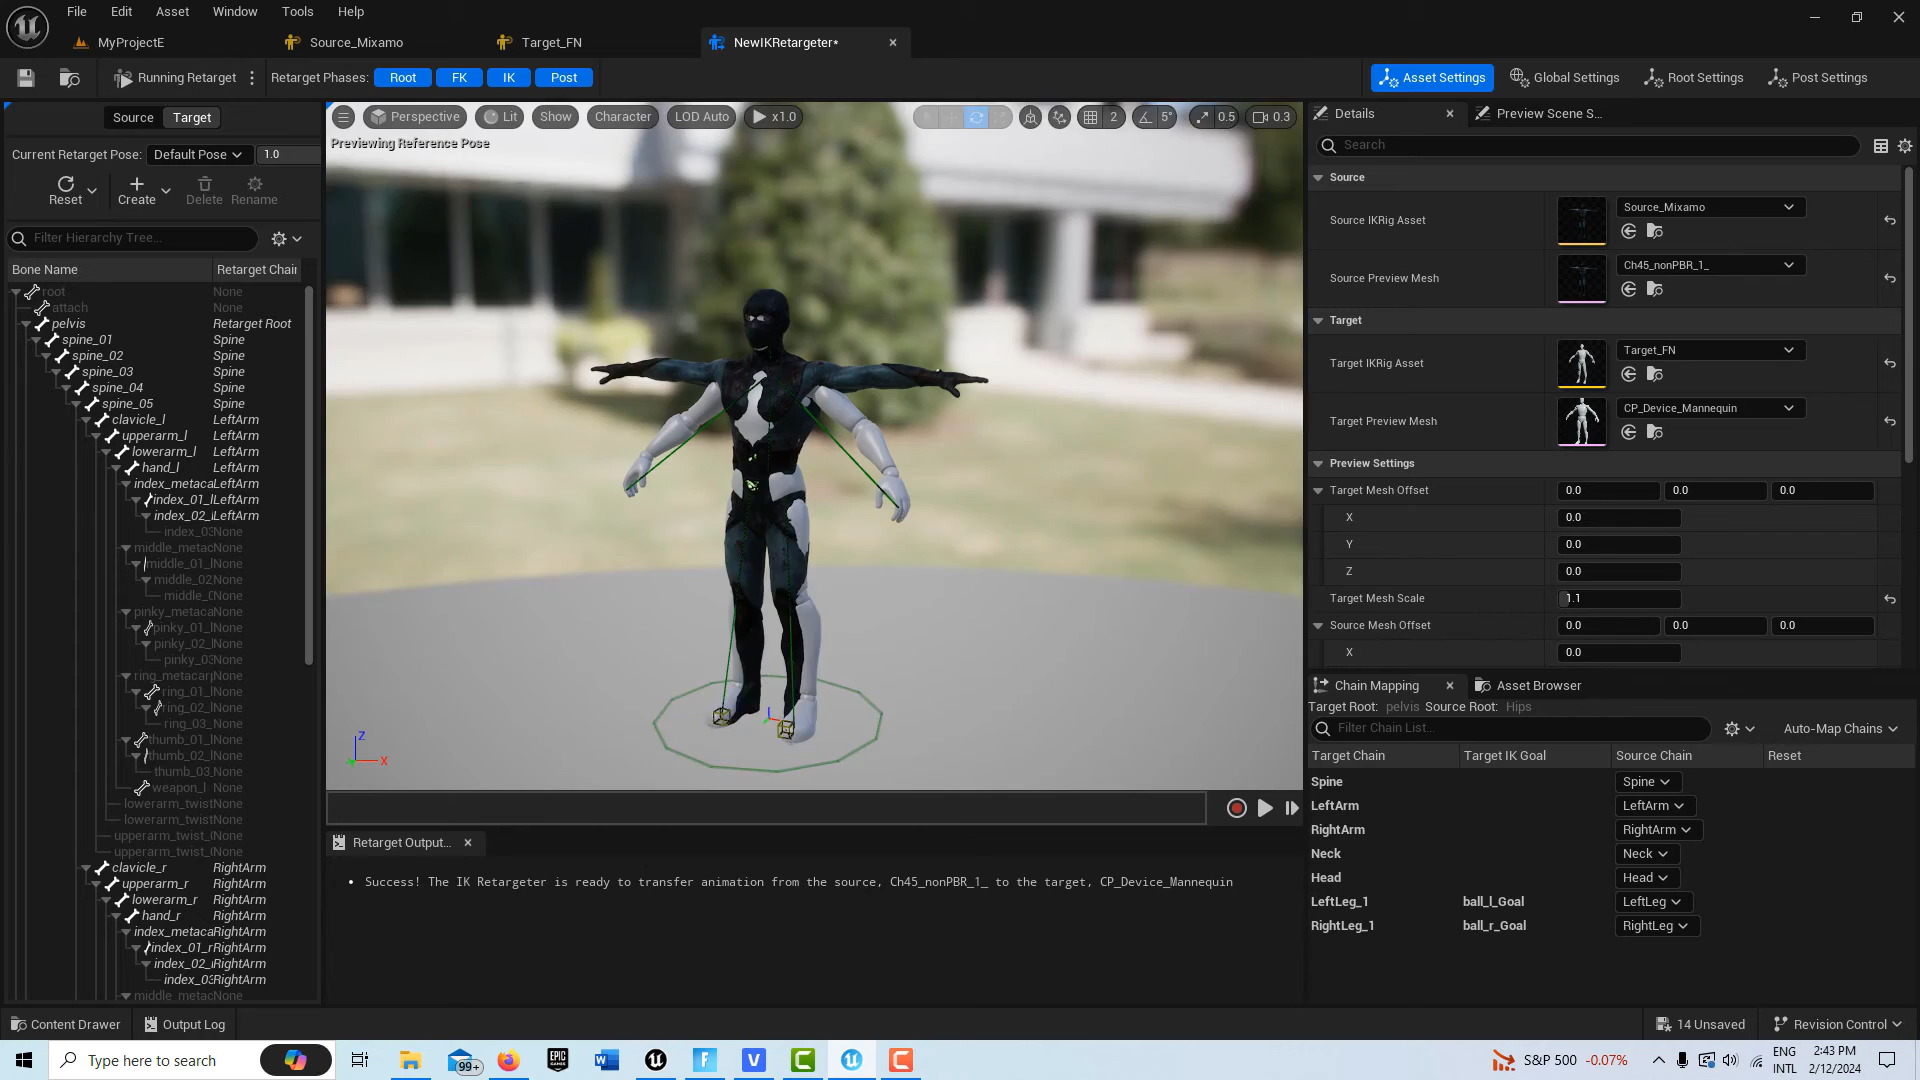 File Edit Asset Window Tools Help
MyProjectE Source_Mixamo Target_FN NewIKRetargeter*
Running Retarget Retarget Phases: Root FK IK Post Asset Settings Global Settings Root Settings Post Settings
Source Target
Current Retarget Pose: Default Pose 1.0
Reset Create Delete Rename
Filter Hierarchy Tree...
Bone Name Retarget Chain
root None
attach None
pelvis Retarget Root
spine_01 Spine
spine_02 Spine
spine_03 Spine
spine_04 Spine
spine_05 Spine
clavicle_l LeftArm
upperarm_l LeftArm
lowerarm_l LeftArm
hand_l LeftArm
index_metaca LeftArm
index_01_l LeftArm
index_02_l LeftArm
index_03 None
middle_metac None
middle_01_l None
middle_02 None
middle_0 None
pinky_metaca None
pinky_01_l None
pinky_02_l None
pinky_03 None
ring_metacar None
ring_01_l None
ring_02_l None
ring_03_ None
thumb_01_l None
thumb_02_l None
thumb_03_ None
weapon_l None
lowerarm_twist None
lowerarm_twist None
upperarm_twist_ None
upperarm_twist_ None
clavicle_r RightArm
upperarm_r RightArm
lowerarm_r RightArm
hand_r RightArm
index_metaca RightArm
index_01_r RightArm
index_02_ RightArm
index_03 RightArm
middle_metac None
Perspective Lit Show Character LOD Auto x1.0 2 5° 0.5 0.3
Previewing Reference Pose
Z
X
Retarget Output...
Success! The IK Retargeter is ready to transfer animation from the source, Ch45_nonPBR_1_ to the target, CP_Device_Mannequin
Details Preview Scene S...
Search
Source
Source IKRig Asset Source_Mixamo
Source Preview Mesh Ch45_nonPBR_1_
Target
Target IKRig Asset Target_FN
Target Preview Mesh CP_Device_Mannequin
Preview Settings
Target Mesh Offset 0.0 0.0 0.0
X 0.0
Y 0.0
Z 0.0
Target Mesh Scale 1.1
Source Mesh Offset 0.0 0.0 0.0
X 0.0
Chain Mapping Asset Browser
Target Root: pelvis Source Root: Hips
Filter Chain List... Auto-Map Chains
Target Chain Target IK Goal Source Chain Reset
Spine Spine
LeftArm LeftArm
RightArm RightArm
Neck Neck
Head Head
LeftLeg_1 ball_l_Goal LeftLeg
RightLeg_1 ball_r_Goal RightLeg
Content Drawer Output Log 14 Unsaved Revision Control
Type here to search 99+ EPIC GAMES W F V C C S&P 500 -0.07% ENG 2:43 PM
INTL 2/12/2024